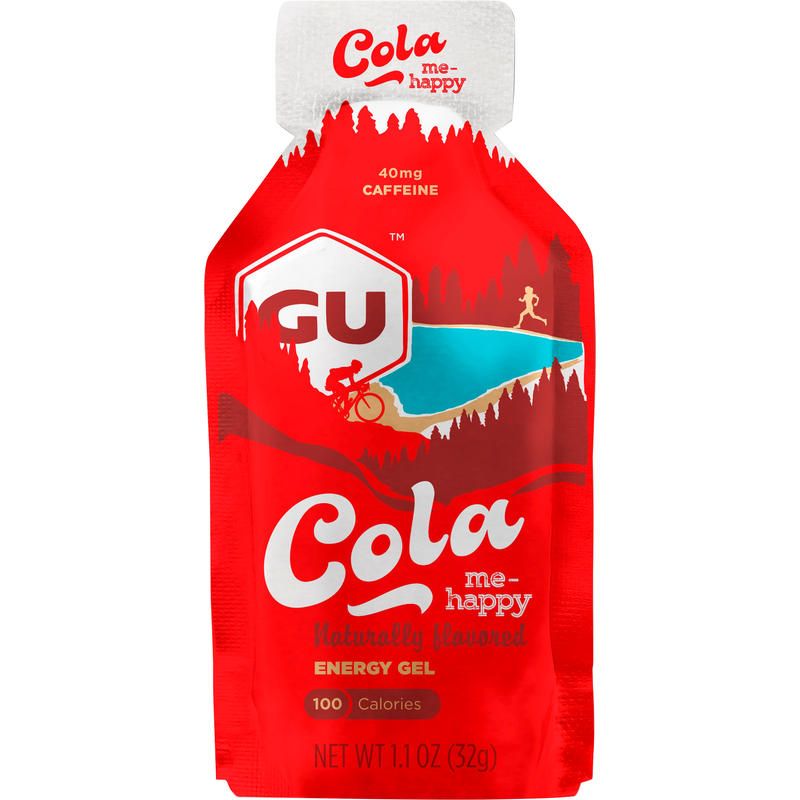 Cola
me-
happy
40mg
CAFFEINE
TM
GU
Cola
me-
happy
Naturally flavored
ENERGY GEL
100 Calories
NET WT 1.1 OZ (32g)